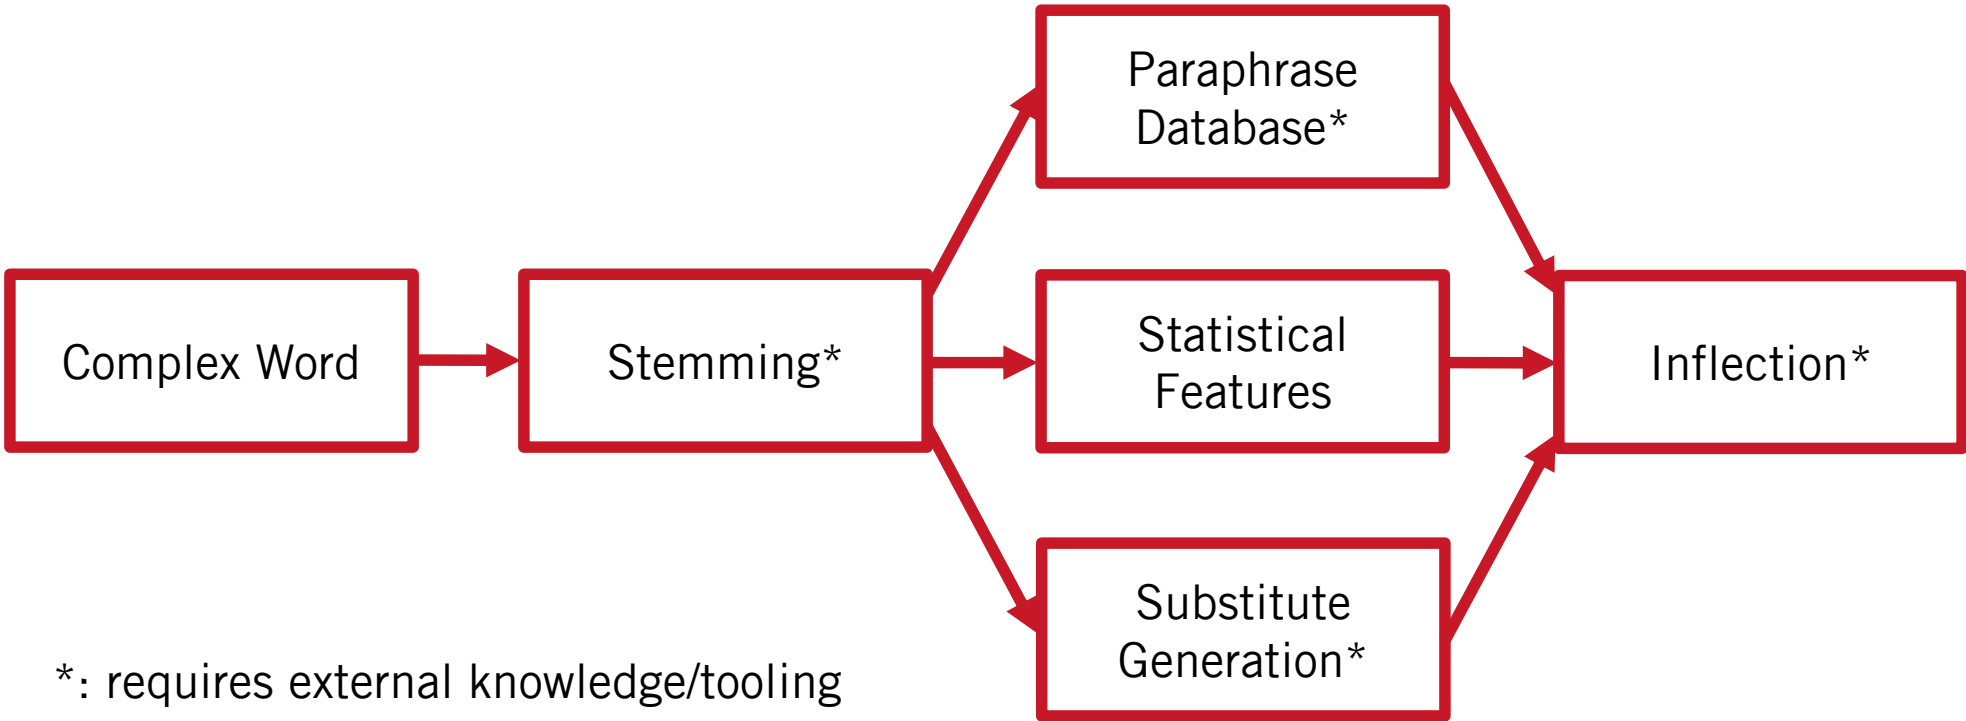 Paraphrase
Database*
Complex Word
Stemming*
Statistical
Features
Inflection*
Substitute
Generation*
*: requires external knowledge/tooling